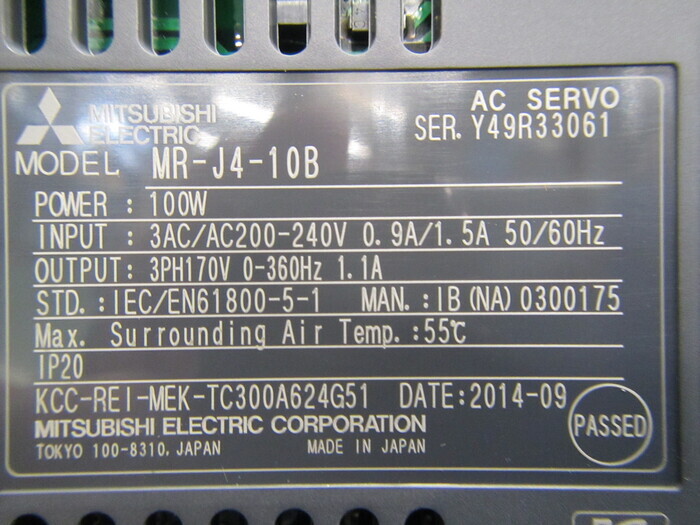 MITSUBISHI ELECTRIC
AC SERVO
SER. Y49R33061
MODEL MR-J4-10B
POWER : 100W
INPUT : 3AC/AC200-240V 0.9A/1.5A 50/60Hz
OUTPUT: 3PH170V 0-360Hz 1.1A
STD.: IEC/EN61800-5-1 MAN.: IB(NA)0300175
Max. Surrounding Air Temp.:55℃
IP20
KCC-REI-MEK-TC300A624G51 DATE:2014-09
MITSUBISHI ELECTRIC CORPORATION
TOKYO 100-8310, JAPAN MADE IN JAPAN
PASSED